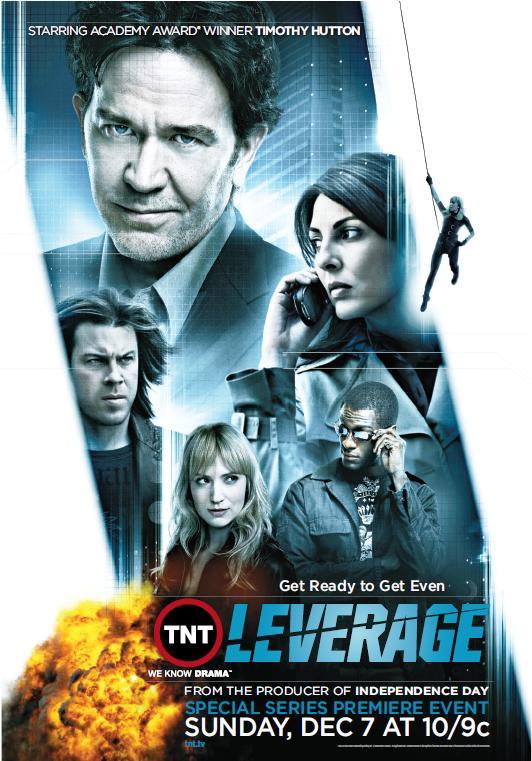 STARRING ACADEMY AWARD® WINNER TIMOTHY HUTTON
Get Ready to Get Even
TNT LEVERAGE
WE KNOW DRAMA™
FROM THE PRODUCER OF INDEPENDENCE DAY
SPECIAL SERIES PREMIERE EVENT
SUNDAY, DEC 7 AT 10/9c
tnt.tv